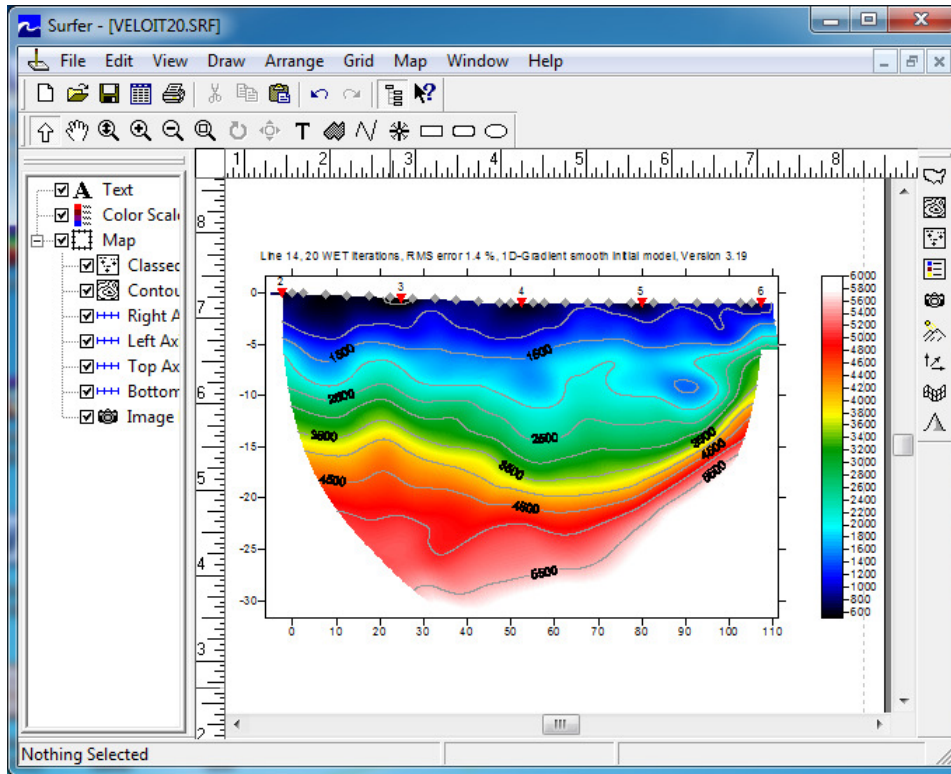 Surfer - [VELOIT20.SRF]
File Edit View Draw Arrange Grid Map Window Help
1 2 3 4 5 6 7 8
Text
Color Scal
Map
Classed
Contou
Right A
Left Ax
Top Ax
Bottom
Image
8
7
6
5
4
3
2
Line 14, 20 WET iterations, RMS error 1.4 %, 1D-Gradient smooth initial model, Version 3.19
2 3 4 5 6
0
-5
-10
-15
-20
-25
-30
0 10 20 30 40 50 60 70 80 90 100 110
1500 1500
2500 2500
3500 3500 3500
4500 4500 4500
5500 5500
6000
5800
5600
5400
5200
5000
4800
4600
4400
4200
4000
3800
3600
3400
3200
3000
2800
2600
2400
2200
2000
1800
1600
1400
1200
1000
800
600
Nothing Selected